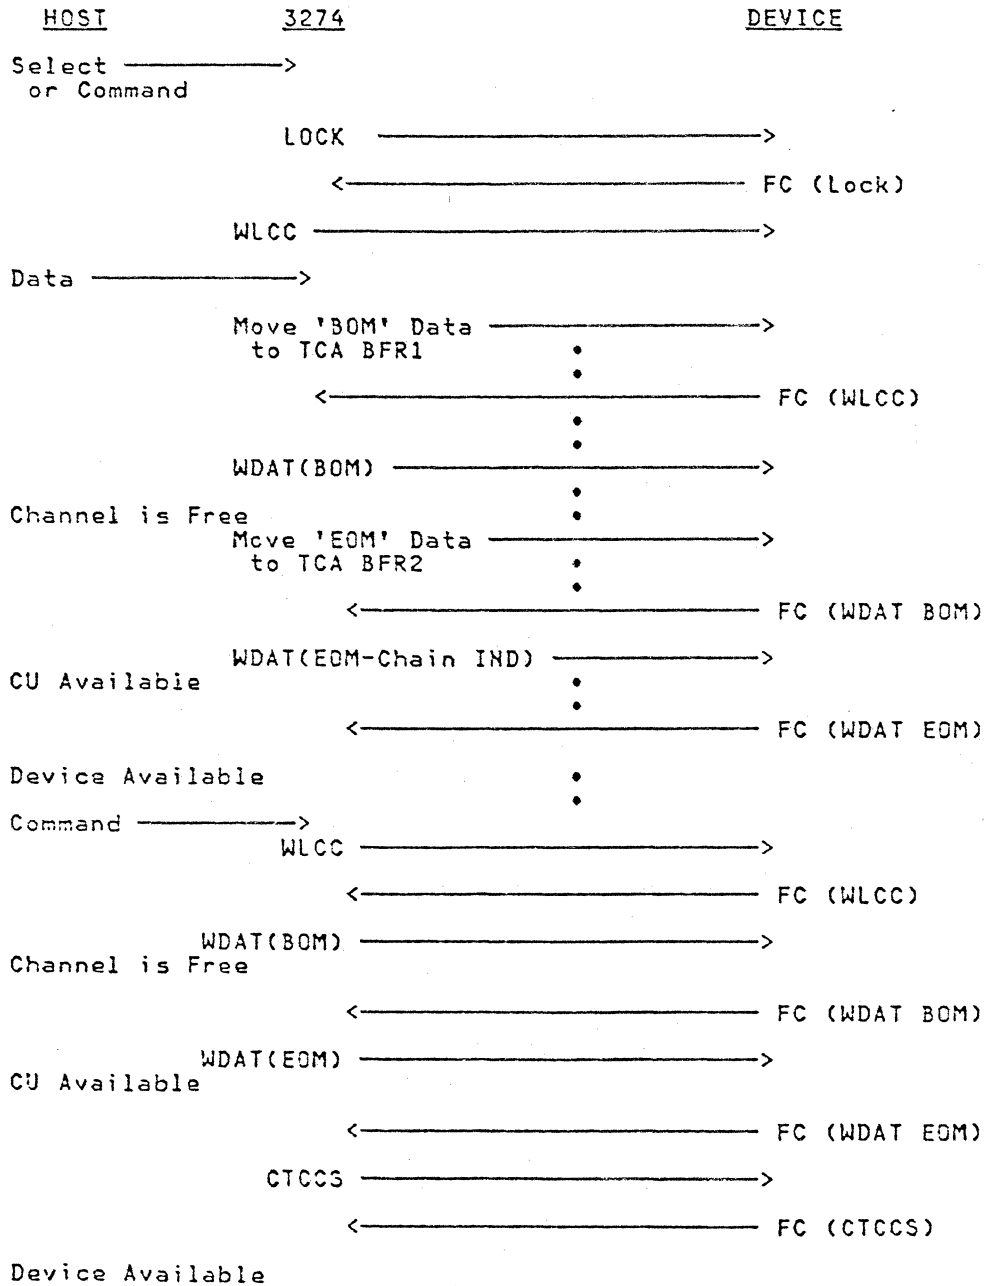 HOST 3274 DEVICE
Select ————————>
or Command
LOCK ————————>
<———————— FC (Lock)
WLCC ————————>
Data ————————>
Move 'BOM' Data ————————>
to TCA BFR1
<———————— FC (WLCC)
WDAT(BOM) ————————>
Channel is Free
Move 'EOM' Data ————————>
to TCA BFR2
<———————— FC (WDAT BOM)
WDAT(EOM-Chain IND) ————————>
CU Available
<———————— FC (WDAT EOM)
Device Available
Command ————————>
WLCC ————————>
<———————— FC (WLCC)
WDAT(BOM) ————————>
Channel is Free
<———————— FC (WDAT BOM)
WDAT(EOM) ————————>
CU Available
<———————— FC (WDAT EOM)
CTCCS ————————>
<———————— FC (CTCCS)
Device Available